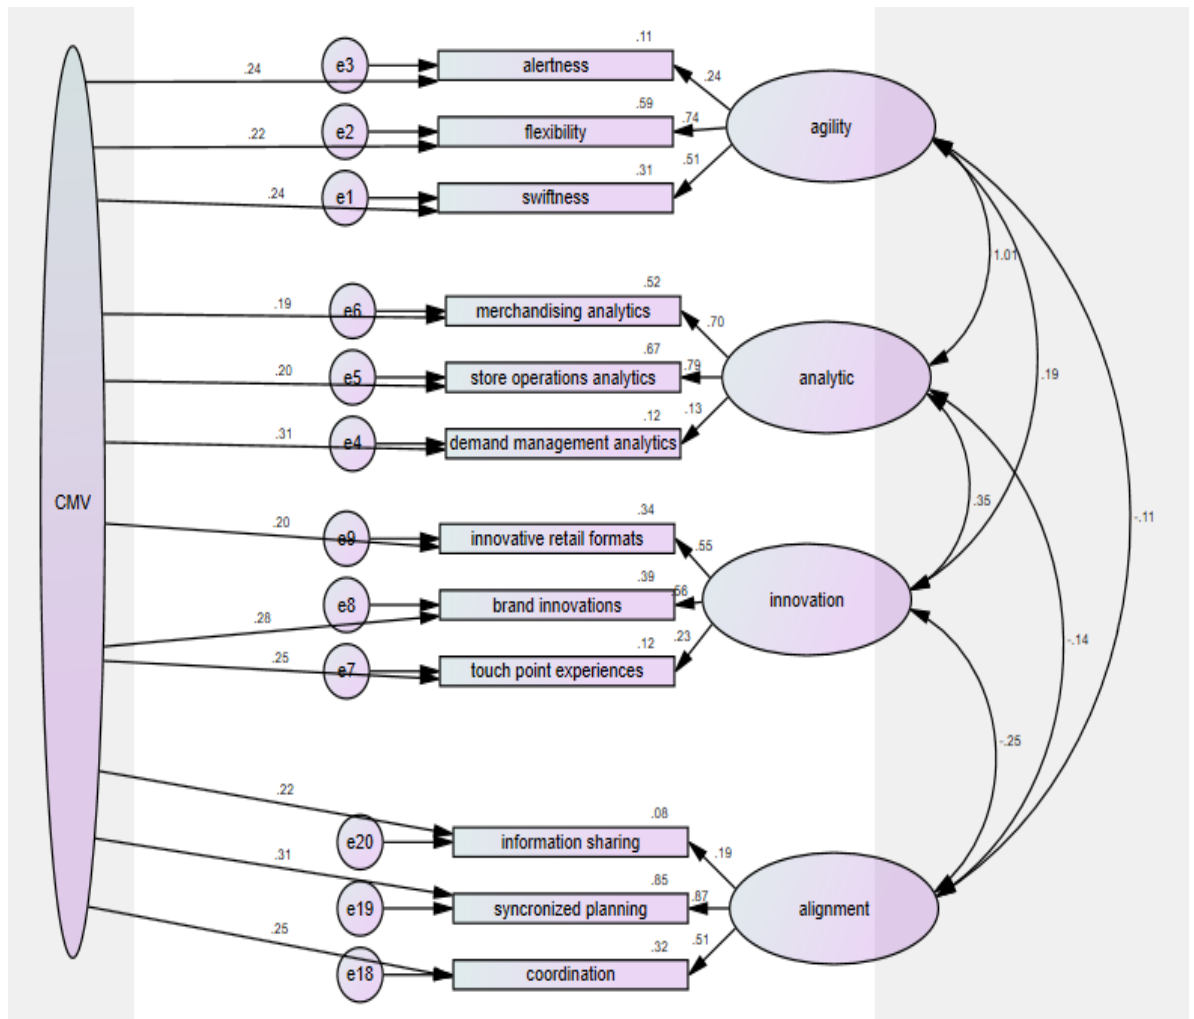 .11
.24
e3
alertness
.24
.59
.22
e2
flexibility
.74
agility
.31
.51
.24
e1
swiftness
1.01
.52
.19
e6
merchandising analytics
.70
.67
.20
e5
store operations analytics
.79
analytic
.19
.12
.13
.31
e4
demand management analytics
CMV
.34
.35
-.11
.20
e9
innovative retail formats
.55
.39
.56
e8
brand innovations
innovation
.28
.12
.23
-.14
.25
e7
touch point experiences
-.25
.22
.08
e20
information sharing
.19
.31
.85
.87
e19
syncronized planning
alignment
.25
.32
.51
e18
coordination